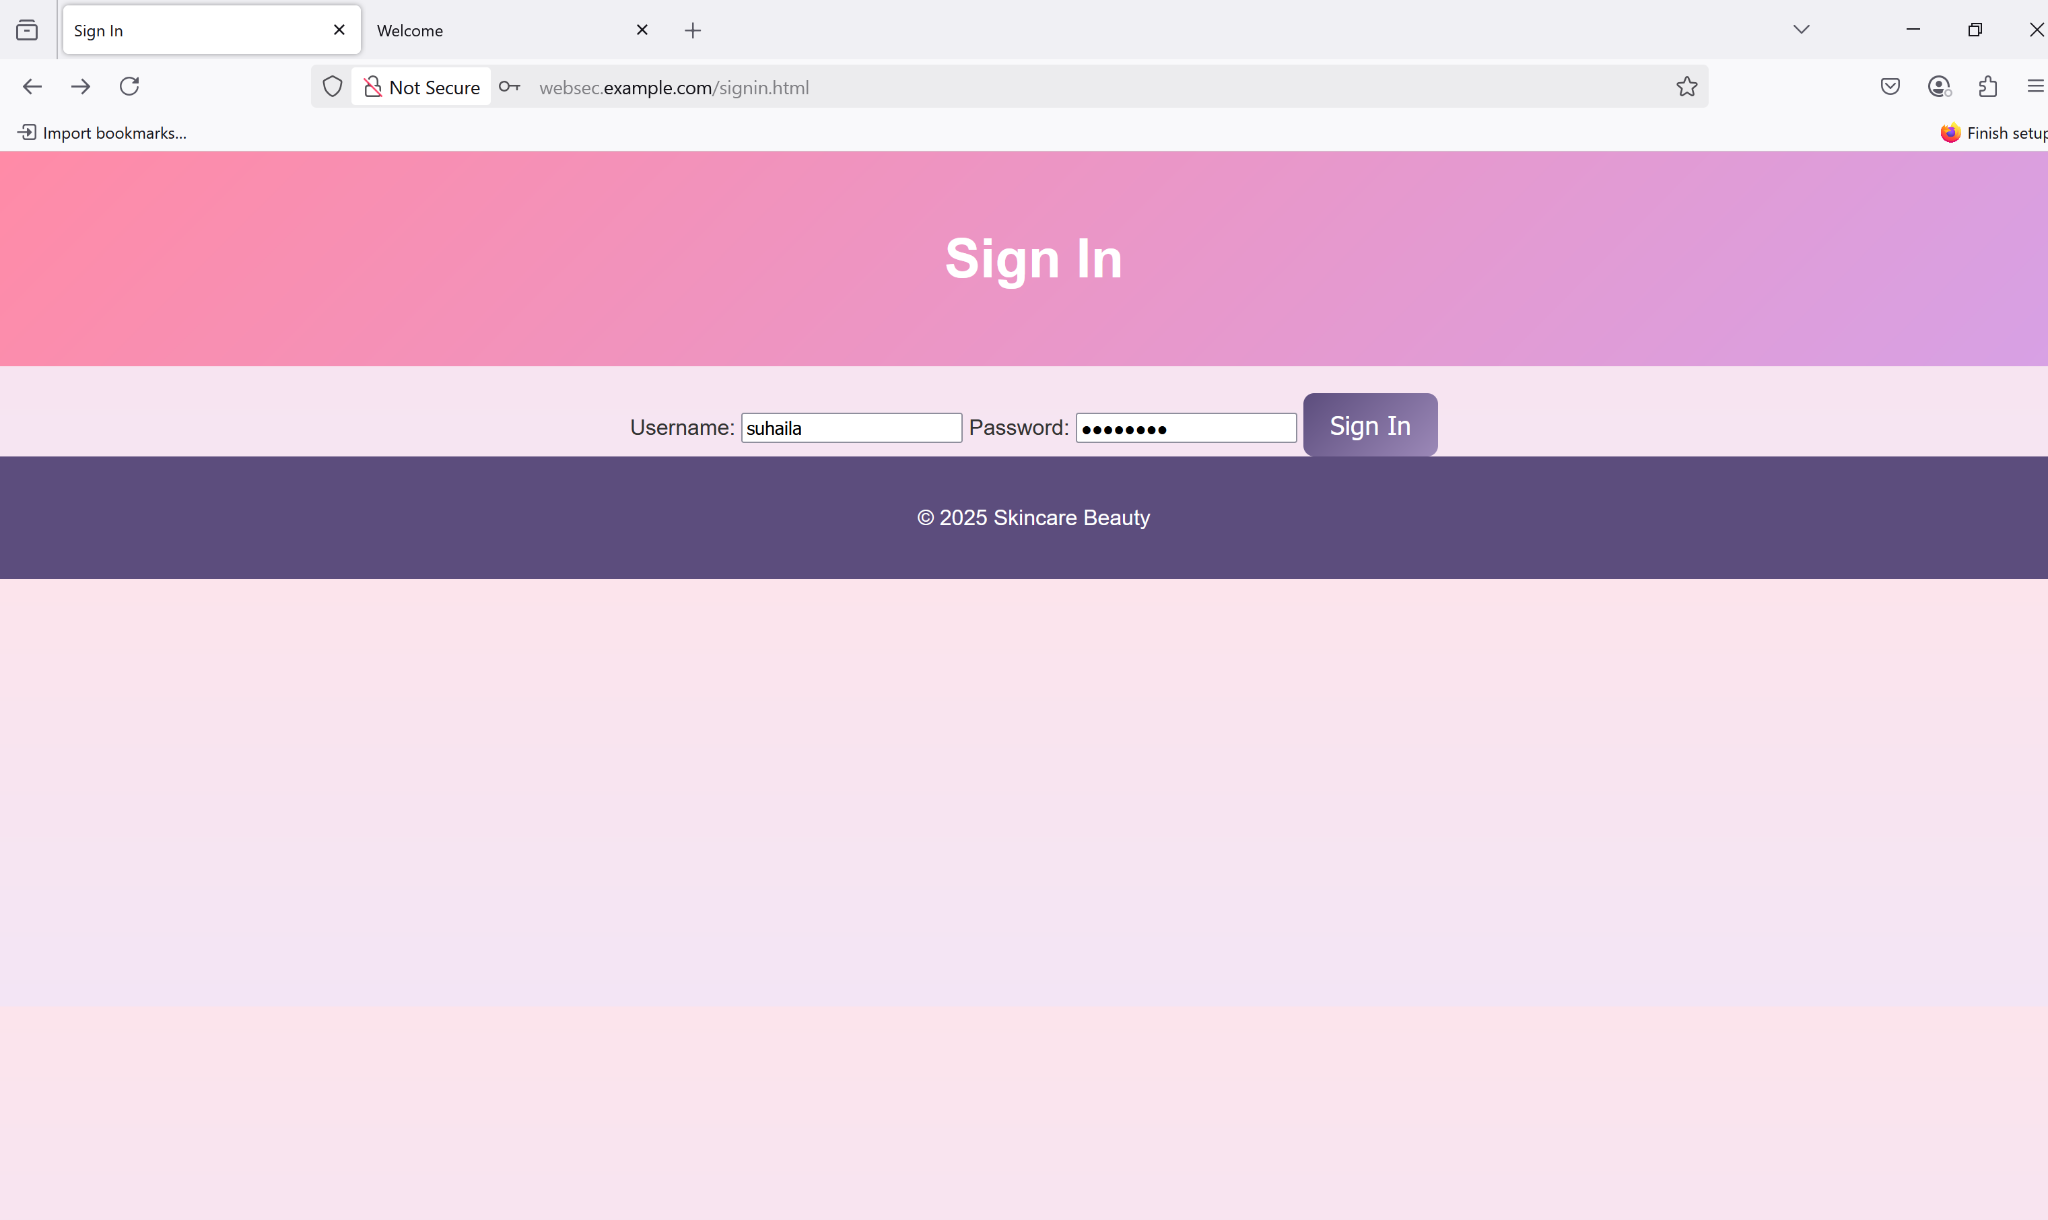 Sign In
Welcome
Not Secure websec.example.com/signin.html
Import bookmarks...
Finish setup
Sign In
Username: suhaila Password: ●●●●●●●● Sign In
© 2025 Skincare Beauty